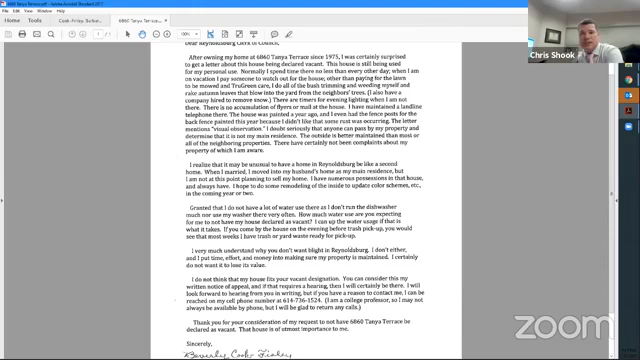 6860 Tanya Terrace... - Adobe Acrobat Standard 2017
File Edit View Window Help
Home Tools Cook-Finley, Barbar... 6860 Tanya Terrace... ×
Dear Reynoldsburg Clerk of Council,
After owning my home at 6860 Tanya Terrace since 1975, I was certainly surprised
to get a letter about this house being declared vacant. This house is still being used
for my personal use. Normally I spend time there no less than every other day; when I am
on vacation I pay someone to watch out for the house; other than paying for the lawn
to be mowed and TruGreen care, I do all of the bush trimming and weeding myself and
rake autumn leaves that blow into the yard from the neighbors' trees. (I also have a
company hired to remove snow.) There are timers for evening lighting when I am not
there. There is no accumulation of flyers or mail at the house. I have maintained a landline
telephone there. The house was painted a year ago, and I even had the fence posts for the
back fence painted this year because I didn't like that some rust was occurring. The letter
mentions "visual observation." I doubt seriously that anyone can pass by my property and
determine that it is not my main residence. The outside is better maintained than most or
all of the neighboring properties. There have certainly not been complaints about my
property of which I am aware.
I realize that it may be unusual to have a home in Reynoldsburg be like a second
home. When I married, I moved into my husband's home as my main residence, but
I am not at this point planning to sell my home. I have numerous possessions in that house,
and always have. I hope to do some remodeling of the inside to update color schemes, etc.,
in the coming year or two.
Granted that I do not have a lot of water use there as I don't run the dishwasher
much nor use my washer there very often. How much water use are you expecting
for me to not have my house declared as vacant? I can up the water usage if that is
what it takes. If you come by the house on the evening before trash pick-up, you would
see that most weeks I have trash or yard waste ready for pick-up.
I very much understand why you don't want blight in Reynoldsburg. I don't either,
and I put time, effort, and money into making sure my property is maintained. I certainly
do not want it to lose its value.
I do not think that my house fits your vacant designation. You can consider this my
written notice of appeal, and if that requires a hearing, then I will certainly be there. I will
look forward to hearing from you in writing, but if you have a reason to contact me, I can be
reached on my cell phone number at 614-736-1524. (I am a college professor, so I may not
always be available by phone, but I will be glad to return any calls.)
Thank you for your consideration of my request to not have 6860 Tanya Terrace be
declared as vacant. That house is of utmost importance to me.
Sincerely,
Beverly Cook Finley
Chris Shook
zoom